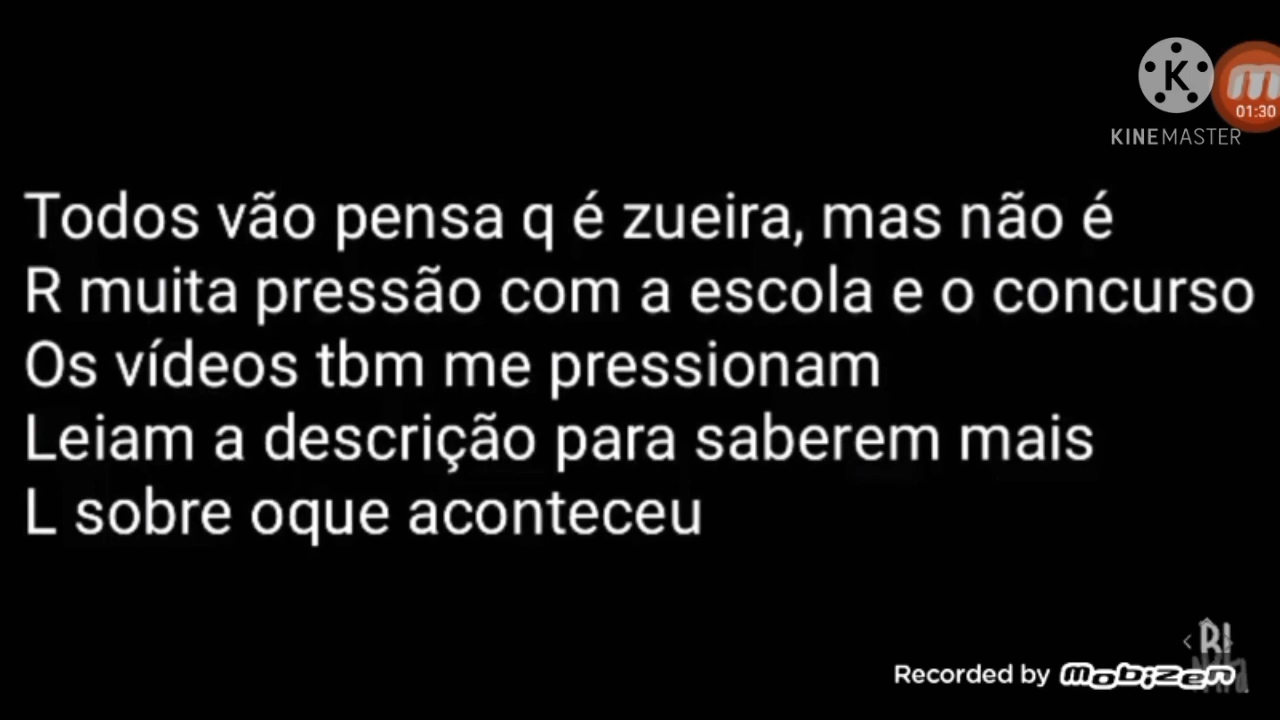 K
KINEMASTER
m
01:30
Todos vão pensa q é zueira, mas não é
R muita pressão com a escola e o concurso
Os vídeos tbm me pressionam
Leiam a descrição para saberem mais
L sobre oque aconteceu
Recorded by mobizen